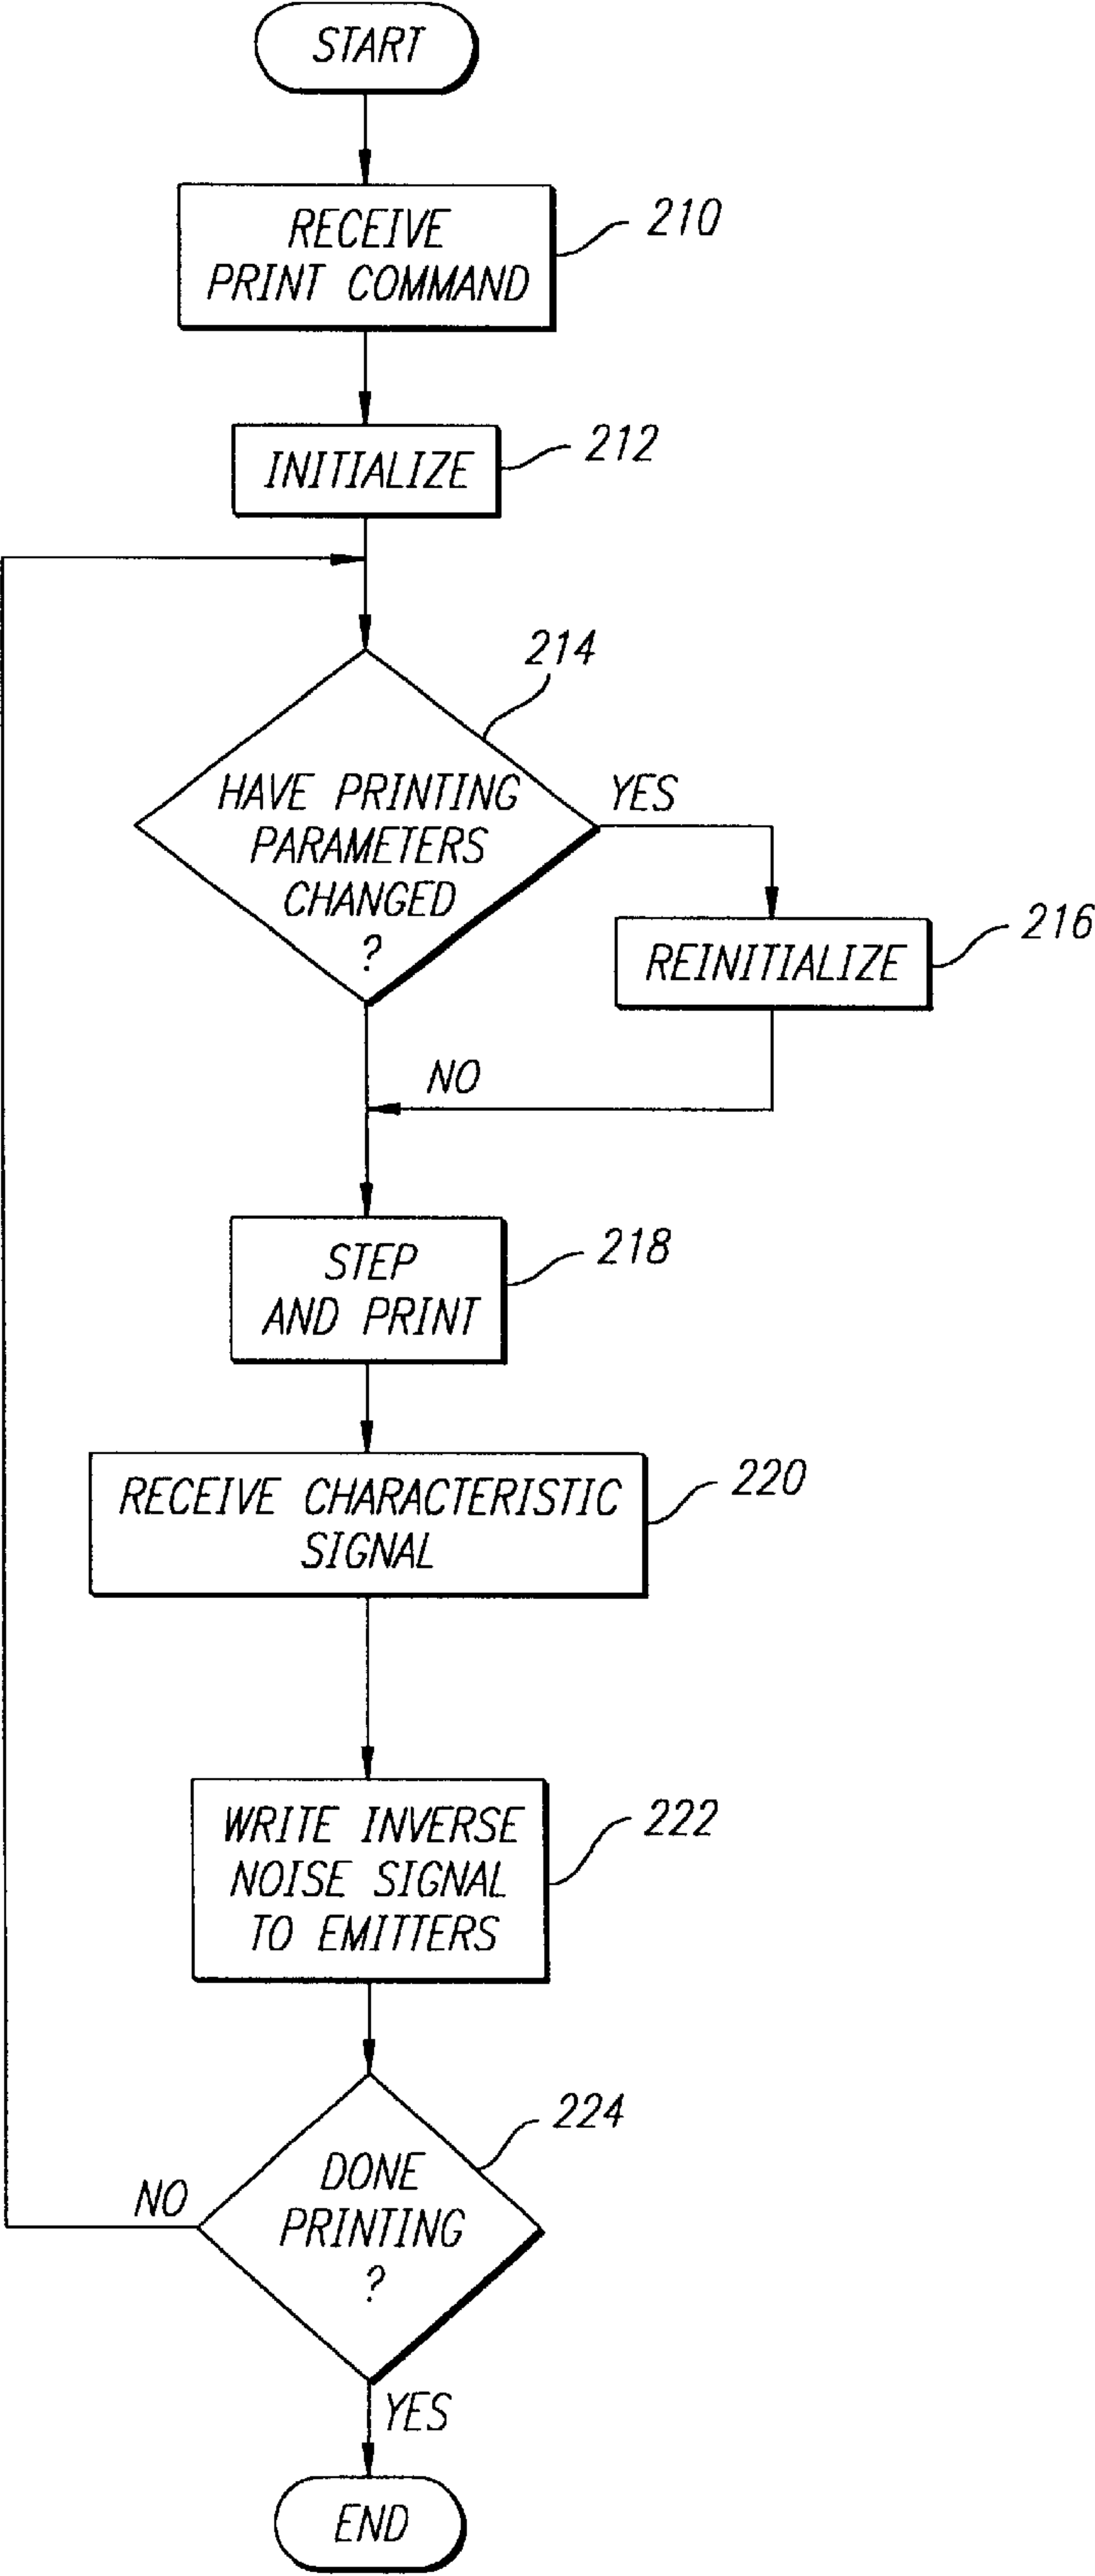 START
RECEIVE
PRINT COMMAND
210
INITIALIZE
212
214
HAVE PRINTING
PARAMETERS
CHANGED
?
YES
REINITIALIZE
216
NO
STEP
AND PRINT
218
RECEIVE CHARACTERISTIC
SIGNAL
220
WRITE INVERSE
NOISE SIGNAL
TO EMITTERS
222
224
DONE
PRINTING
?
NO
YES
END